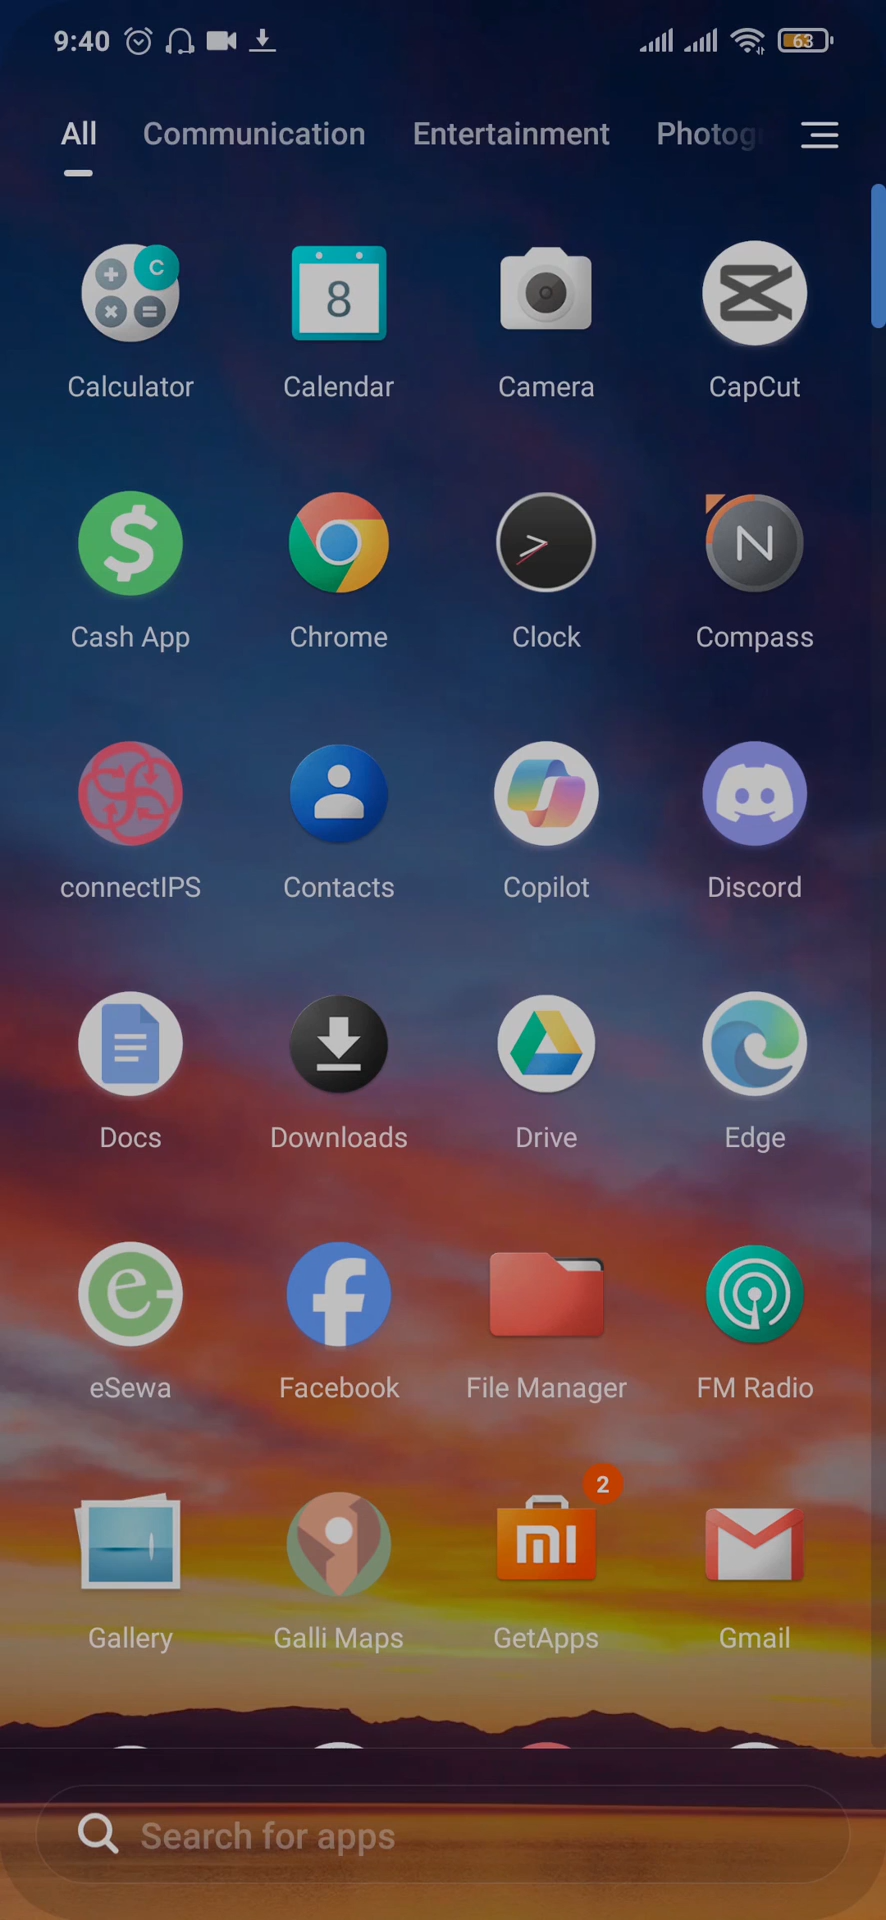 9:40 63
All Communication Entertainment Photog
C
8
Calculator Calendar Camera CapCut
N
Cash App Chrome Clock Compass
connectIPS Contacts Copilot Discord
Docs Downloads Drive Edge
eSewa Facebook File Manager FM Radio
2
Gallery Galli Maps GetApps Gmail
Search for apps